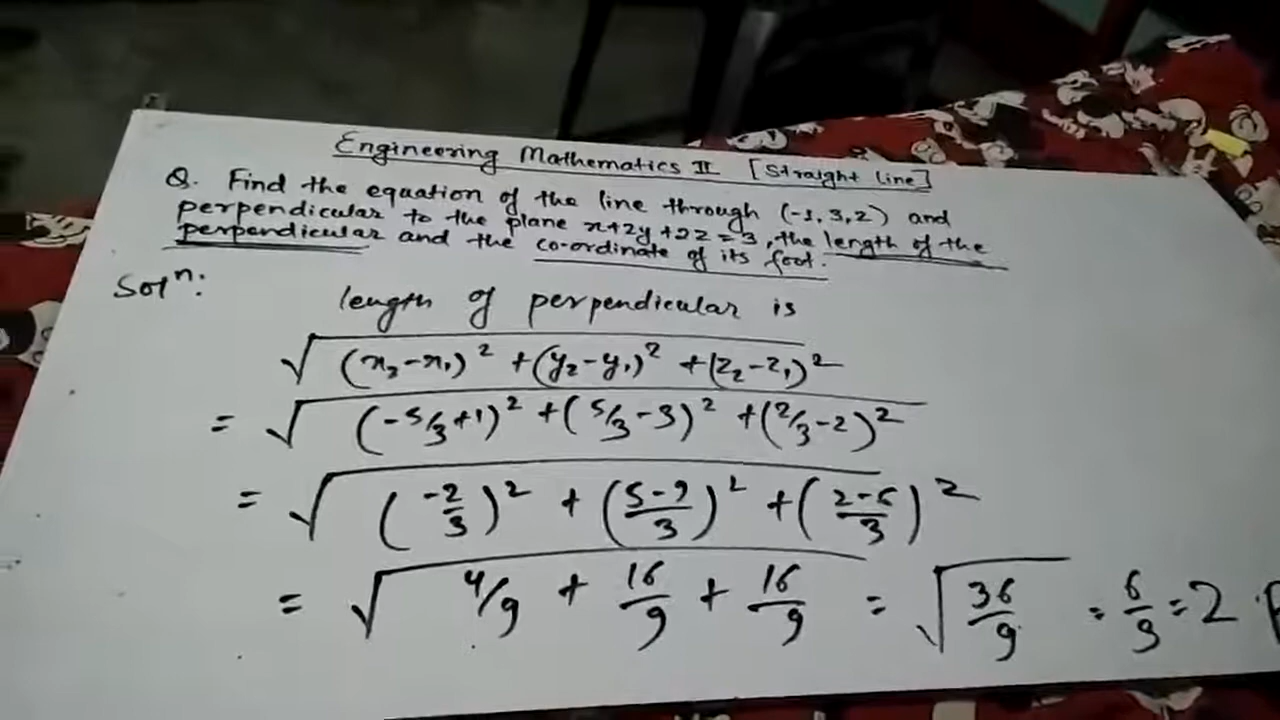 Engineering Mathematics II [Straight Line]
Q. Find the equation of the line through (-1, 3, 2) and
perpendicular to the plane x+2y+2z=3, the length of the
perpendicular and the co-ordinate of its foot.
Solⁿ:
length of perpendicular is
√((x₂-x₁)² + (y₂-y₁)² + (z₂-z₁)²)
= √((-5/3+1)² + (5/3-3)² + (2/3-2)²)
= √((-2/3)² + ((5-9)/3)² + ((2-6)/3)²)
= √(4/9 + 16/9 + 16/9) = √(36/9) = 6/3 = 2.